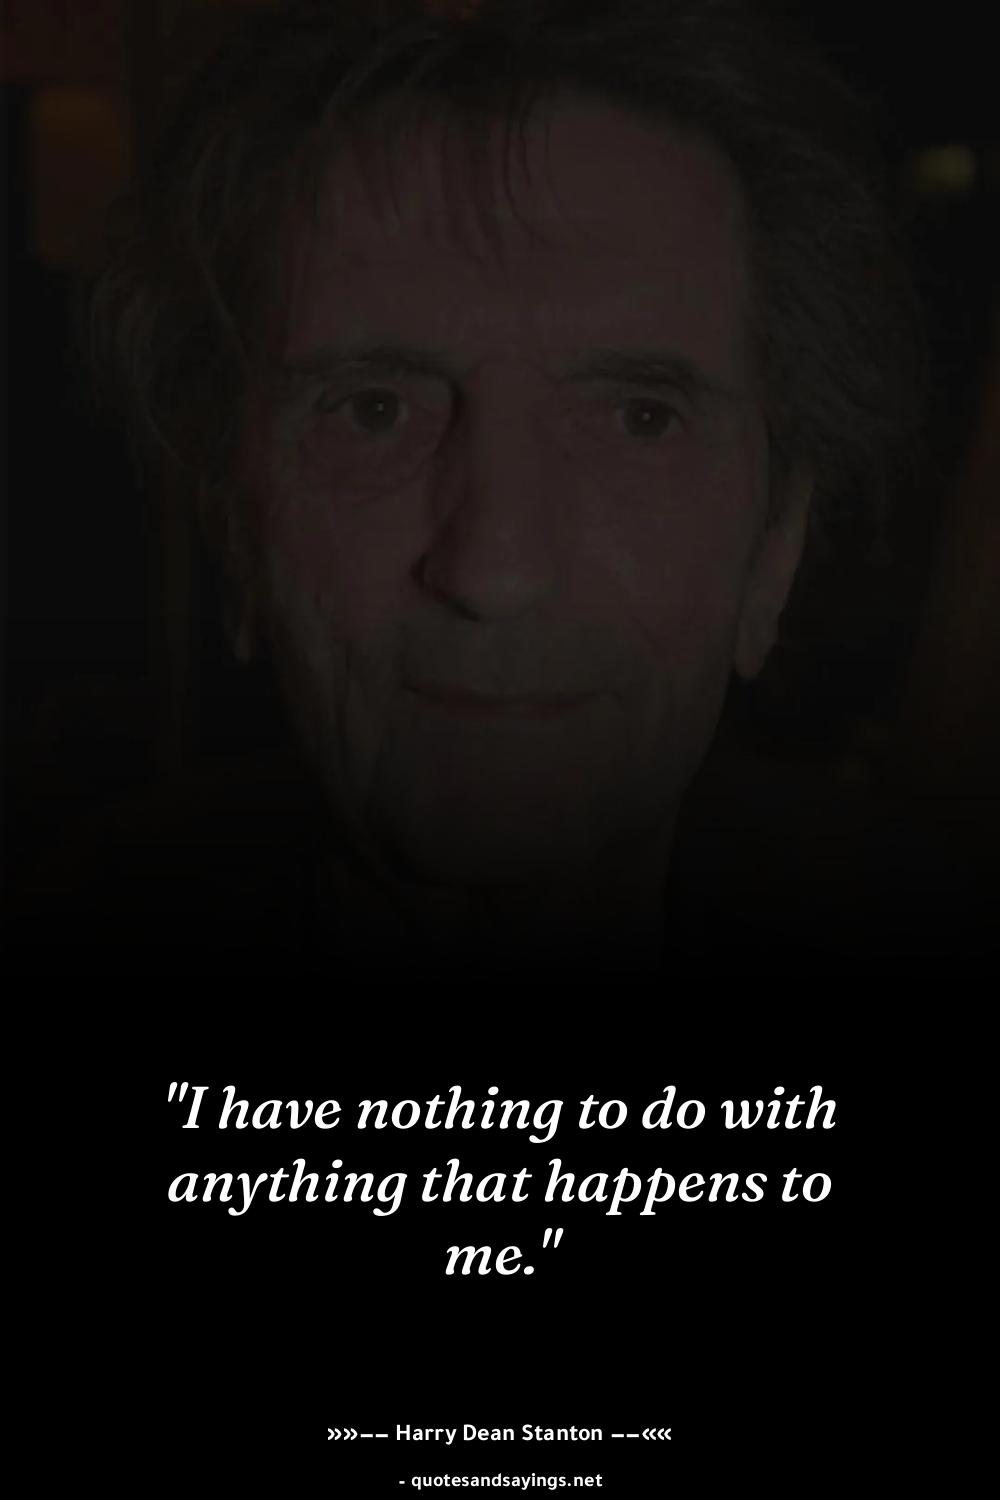 "I have nothing to do with
anything that happens to
me."
»»–– Harry Dean Stanton ––««
- quotesandsayings.net